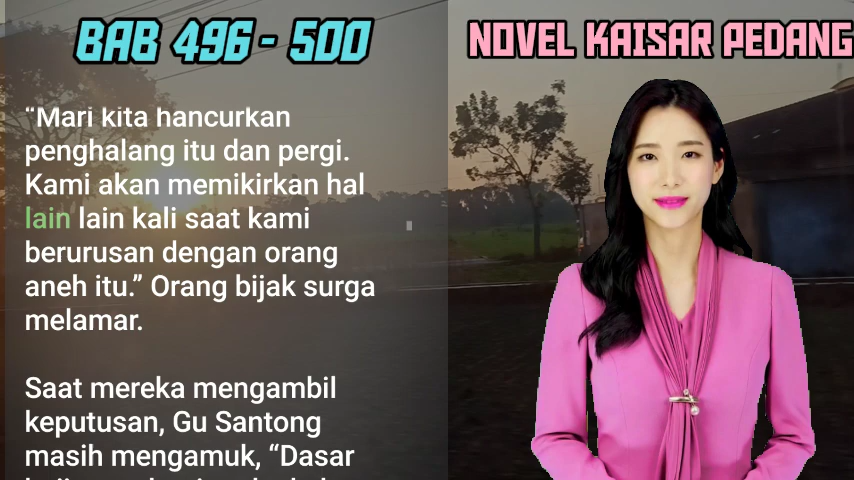 BAB 496 - 500
NOVEL KAISAR PEDANG
“Mari kita hancurkan
penghalang itu dan pergi.
Kami akan memikirkan hal
lain lain kali saat kami
berurusan dengan orang
aneh itu.” Orang bijak surga
melamar.
Saat mereka mengambil
keputusan, Gu Santong
masih mengamuk, “Dasar